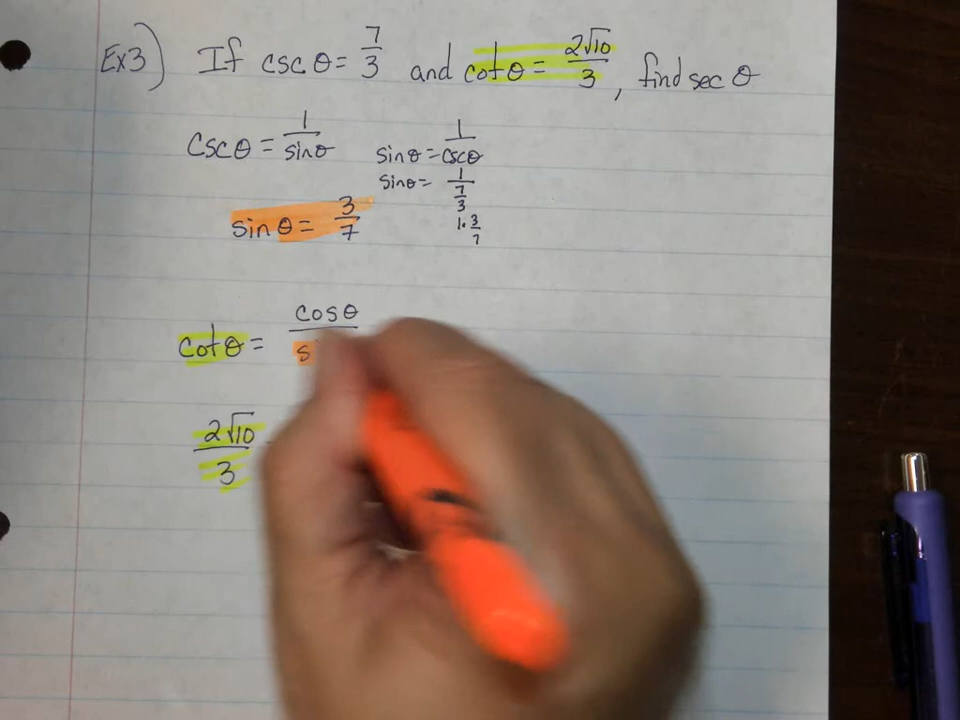 Ex3) If csc θ = 7/3 and cot θ = 2√10/3, find sec θ
csc θ = 1/sin θ
sin θ = 1/csc θ
sin θ = 1/(7/3)
1 · 3/7
sin θ = 3/7
cot θ = cos θ/s
2√10/3